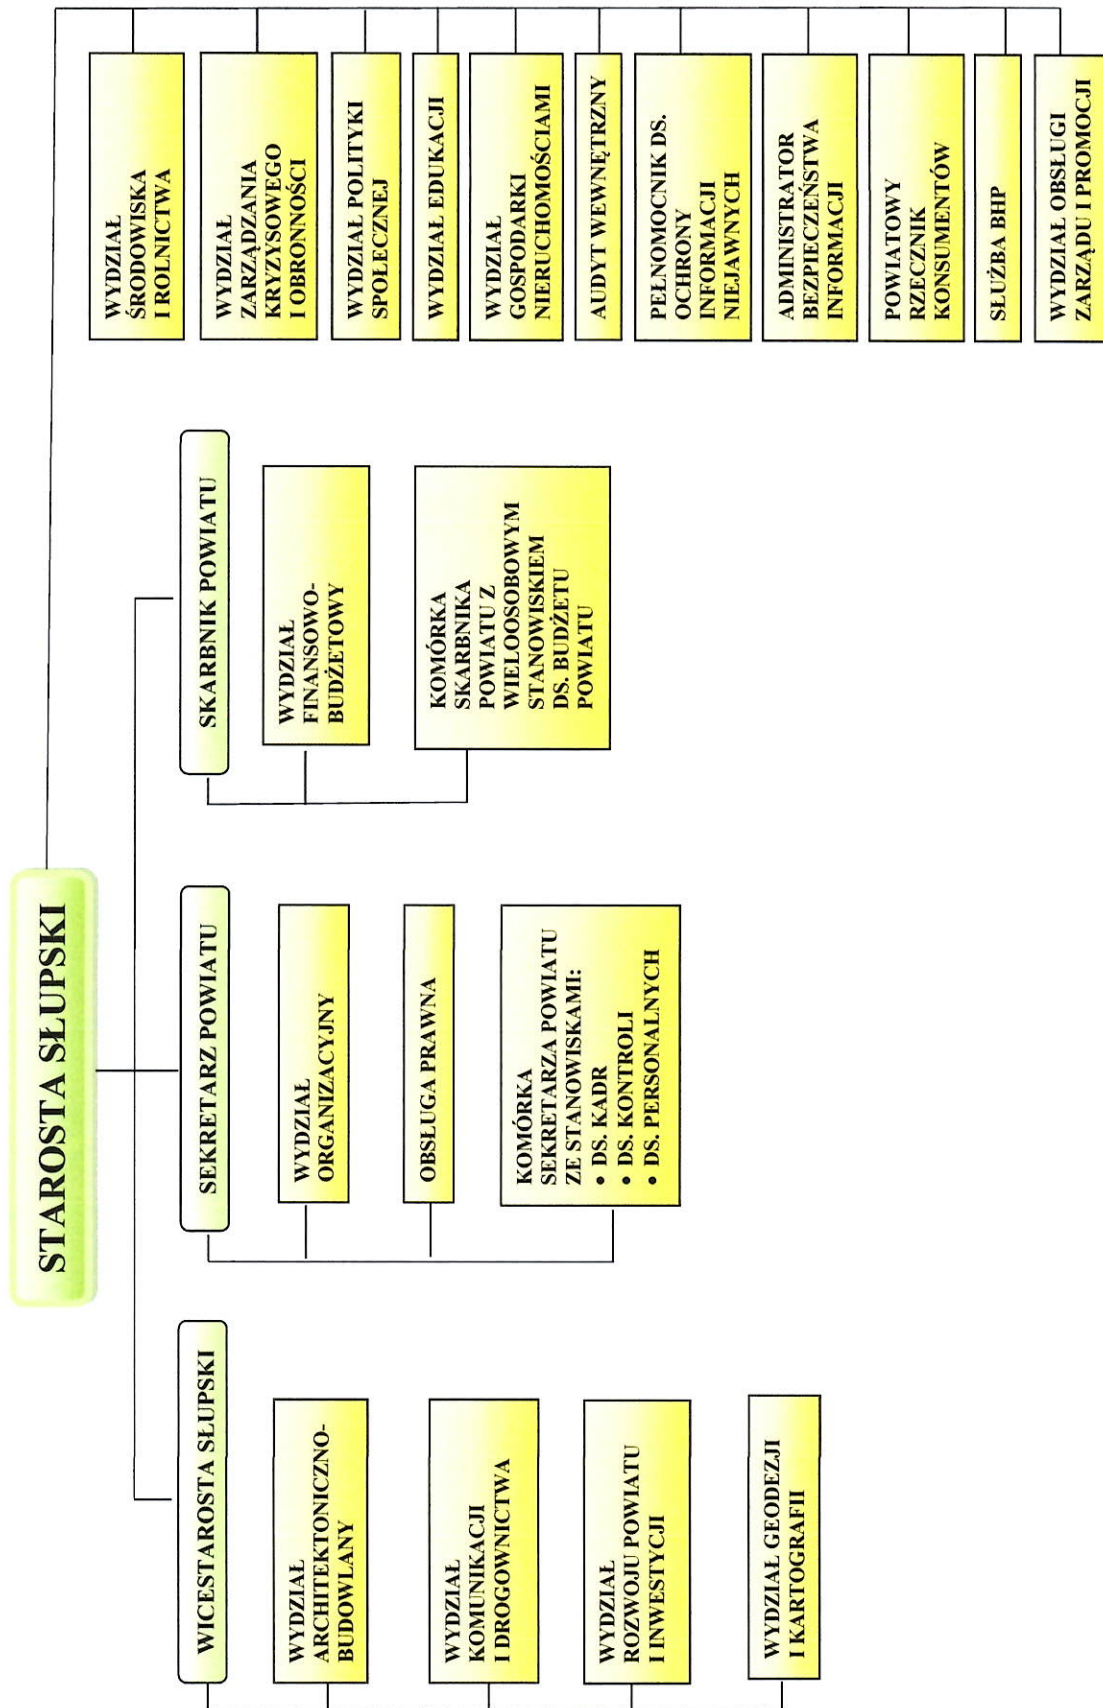 STAROSTA SŁUPSKI
WICESTAROSTA SŁUPSKI
WYDZIAŁ
ARCHITEKTONICZNO-
BUDOWLANY
WYDZIAŁ
KOMUNIKACJI
I DROGOWNICTWA
WYDZIAŁ
ROZWOJU POWIATU
I INWESTYCJI
WYDZIAŁ GEODEZJI
I KARTOGRAFII
SEKRETARZ POWIATU
WYDZIAŁ
ORGANIZACYJNY
OBSŁUGA PRAWNA
KOMÓRKA
SEKRETARZA POWIATU
ZE STANOWISKAMI:
• DS. KADR
• DS. KONTROLI
• DS. PERSONALNYCH
SKARBNIK POWIATU
WYDZIAŁ
FINANSOWO-
BUDŻETOWY
KOMÓRKA
SKARBNIKA
POWIATU Z
WIELOOSOBOWYM
STANOWISKIEM
DS. BUDŻETU
POWIATU
WYDZIAŁ
ŚRODOWISKA
I ROLNICTWA
WYDZIAŁ
ZARZĄDZANIA
KRYZYSOWEGO
I OBRONNOŚCI
WYDZIAŁ POLITYKI
SPOŁECZNEJ
WYDZIAŁ EDUKACJI
WYDZIAŁ
GOSPODARKI
NIERUCHOMOŚCIAMI
AUDYT WEWNĘTRZNY
PEŁNOMOCNIK DS.
OCHRONY
INFORMACJI
NIEJAWNYCH
ADMINISTRATOR
BEZPIECZEŃSTWA
INFORMACJI
POWIATOWY
RZECZNIK
KONSUMENTÓW
SŁUŻBA BHP
WYDZIAŁ OBSŁUGI
ZARZĄDU I PROMOCJI